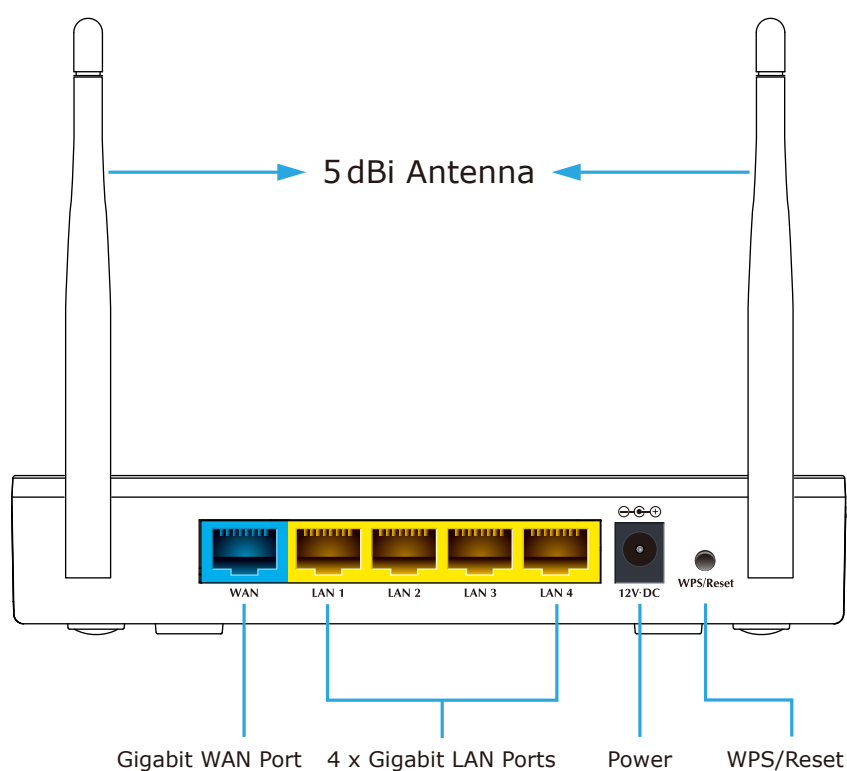 5 dBi Antenna
WAN
LAN 1
LAN 2
LAN 3
LAN 4
12V·DC
WPS/Reset
Gigabit WAN Port
4 x Gigabit LAN Ports
Power
WPS/Reset